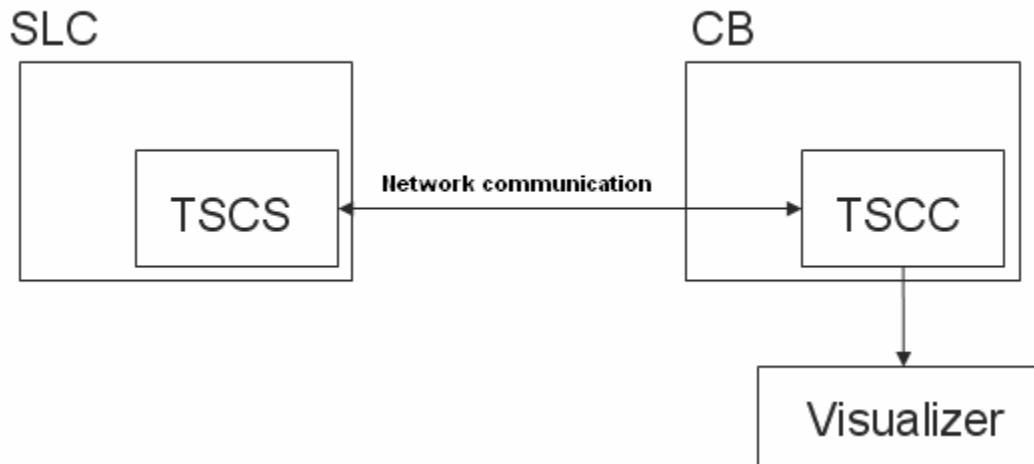 SLC
CB
Network communication
TSCS
TSCC
Visualizer